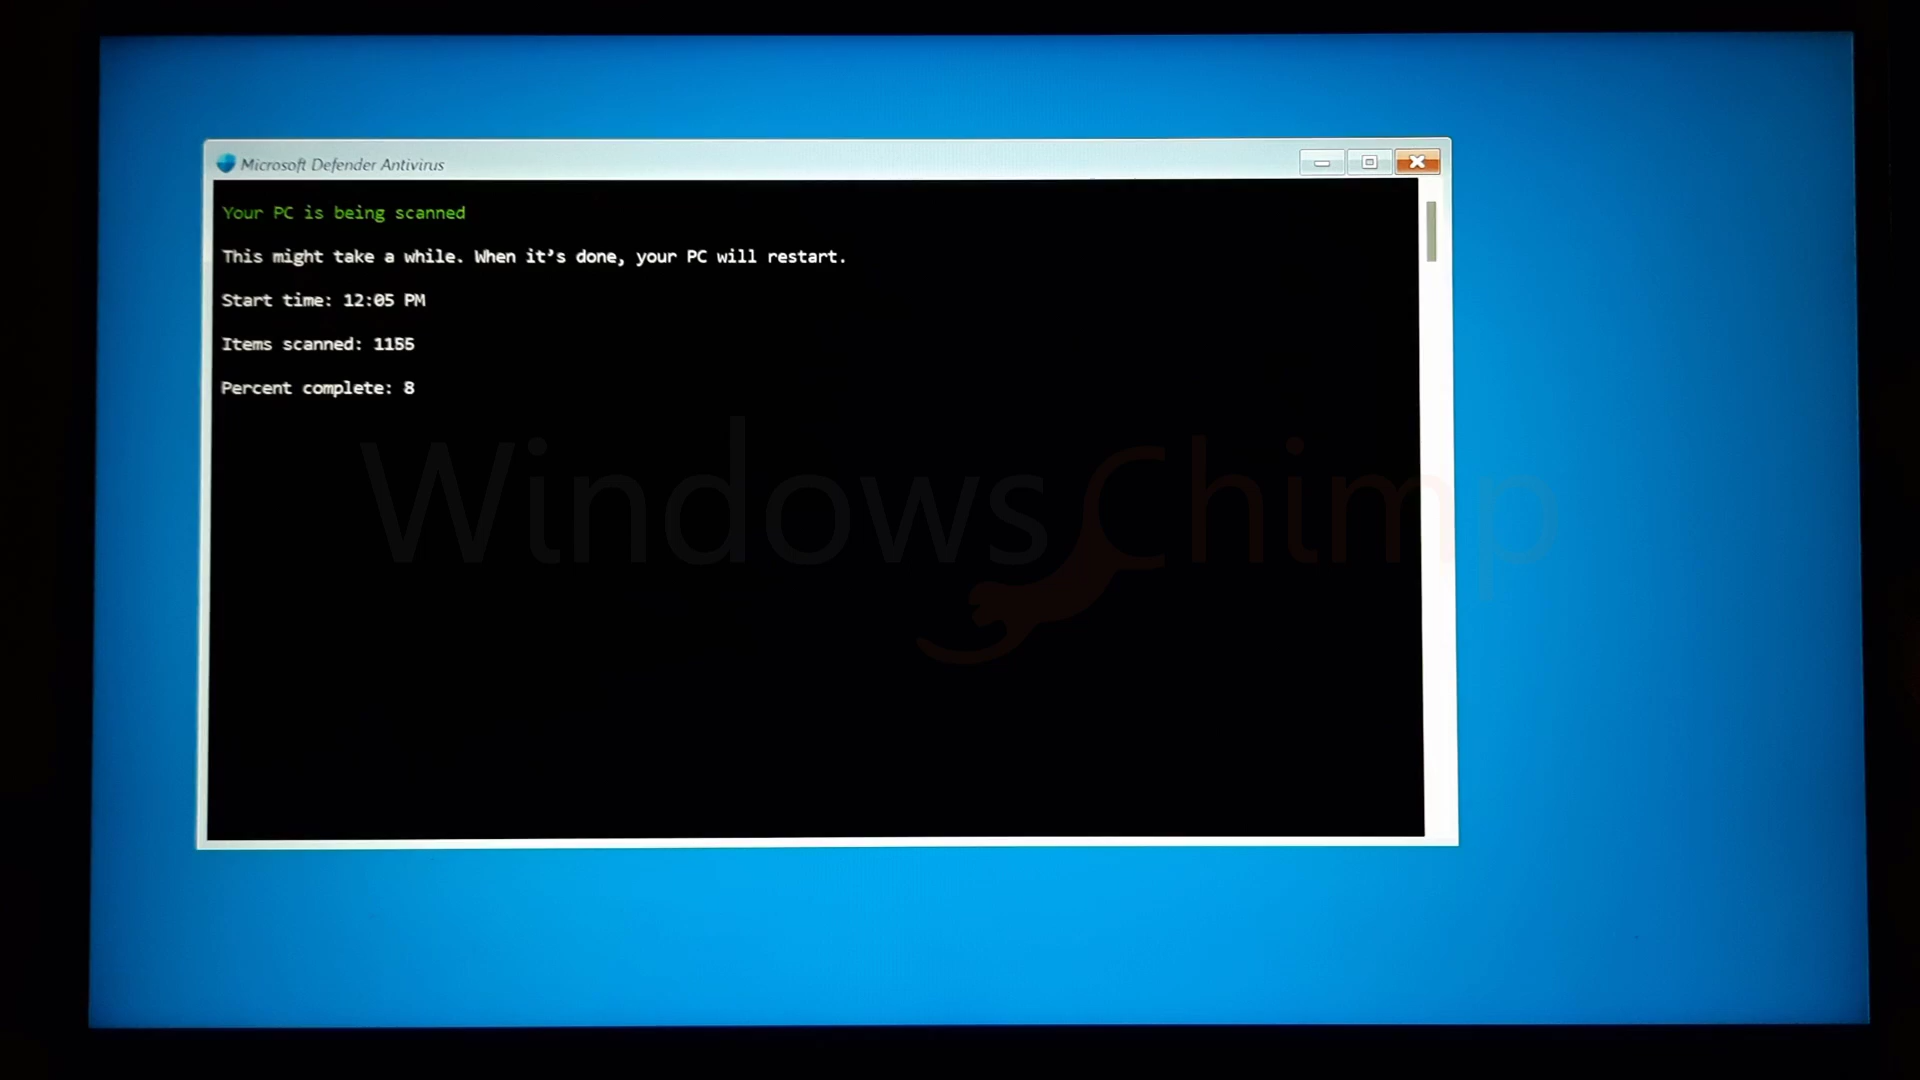 Microsoft Defender Antivirus
Your PC is being scanned
This might take a while. When it’s done, your PC will restart.
Start time: 12:05 PM
Items scanned: 1155
Percent complete: 8
WindowsChimp